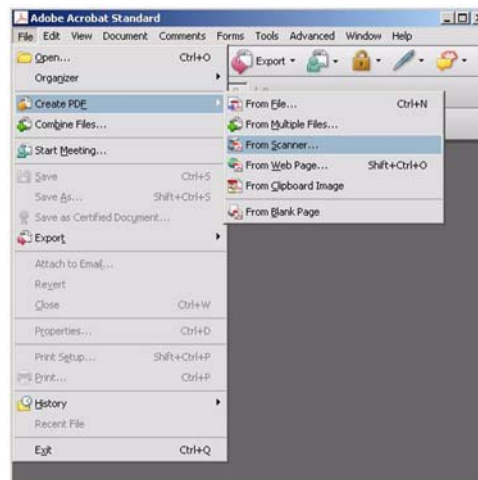 Adobe Acrobat Standard
File Edit View Document Comments Forms Tools Advanced Window Help
Open... Ctrl+O
Export
Organizer
Create PDF
From File... Ctrl+N
Combine Files...
From Multiple Files...
Start Meeting...
From Scanner...
Save Ctrl+S
From Web Page... Shift+Ctrl+O
Save As... Shift+Ctrl+S
From Clipboard Image
Save as Certified Document...
From Blank Page
Export
Attach to Email...
Revert
Close Ctrl+W
Properties... Ctrl+D
Print Setup... Shift+Ctrl+P
Print... Ctrl+P
History
Recent File
Exit Ctrl+Q